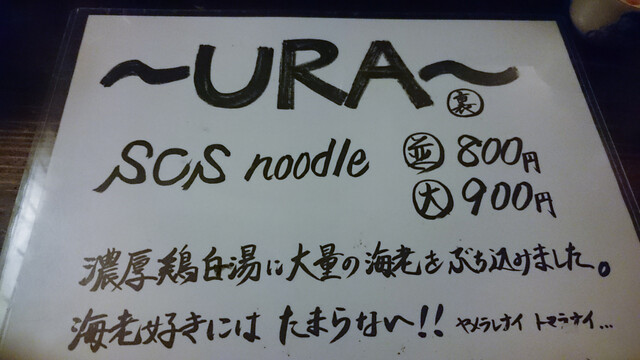 〜URA〜 裏
SCS noodle 並 800円
大 900円
濃厚鶏白湯に大量の海老をぶち込みました。
海老好きには たまらない!! ヤメラレナイ トマラナイ...